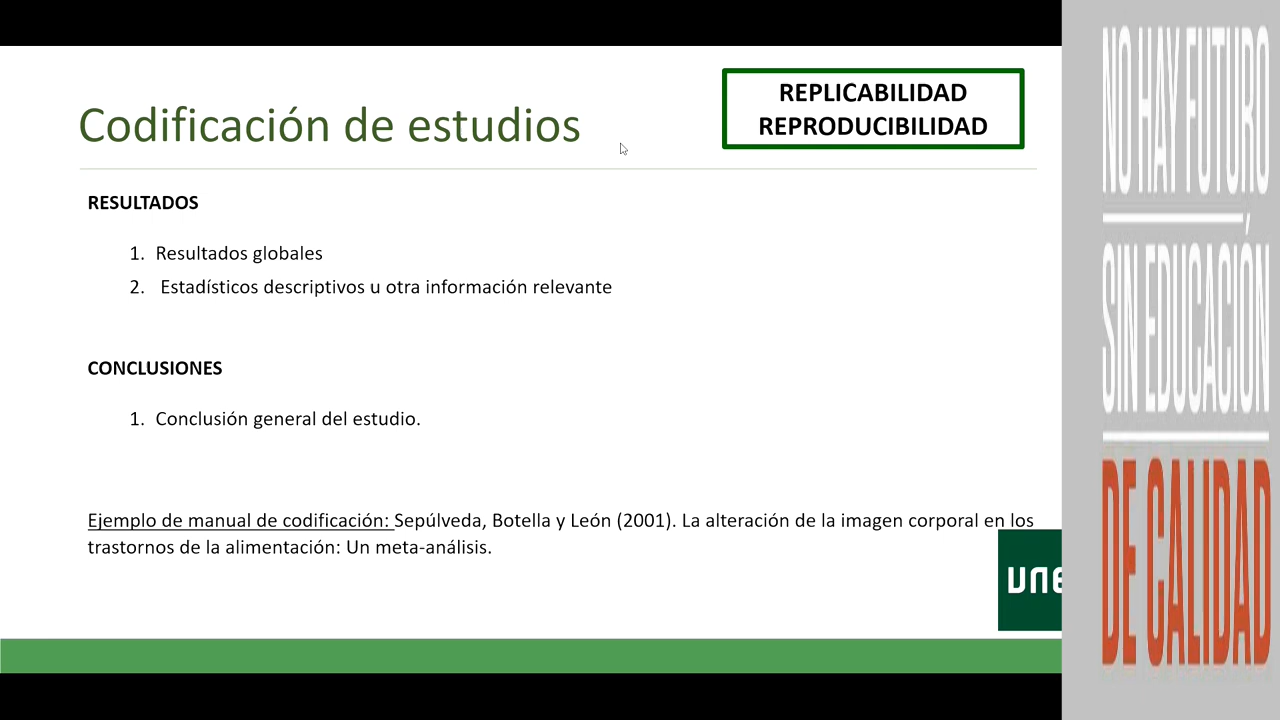 Codificación de estudios
REPLICABILIDAD
REPRODUCIBILIDAD
RESULTADOS
1. Resultados globales
2. Estadísticos descriptivos u otra información relevante
CONCLUSIONES
1. Conclusión general del estudio.
Ejemplo de manual de codificación: Sepúlveda, Botella y León (2001). La alteración de la imagen corporal en los
trastornos de la alimentación: Un meta-análisis.
UNE
NO HAY FUTURO
SIN EDUCACIÓN
DE CALIDAD